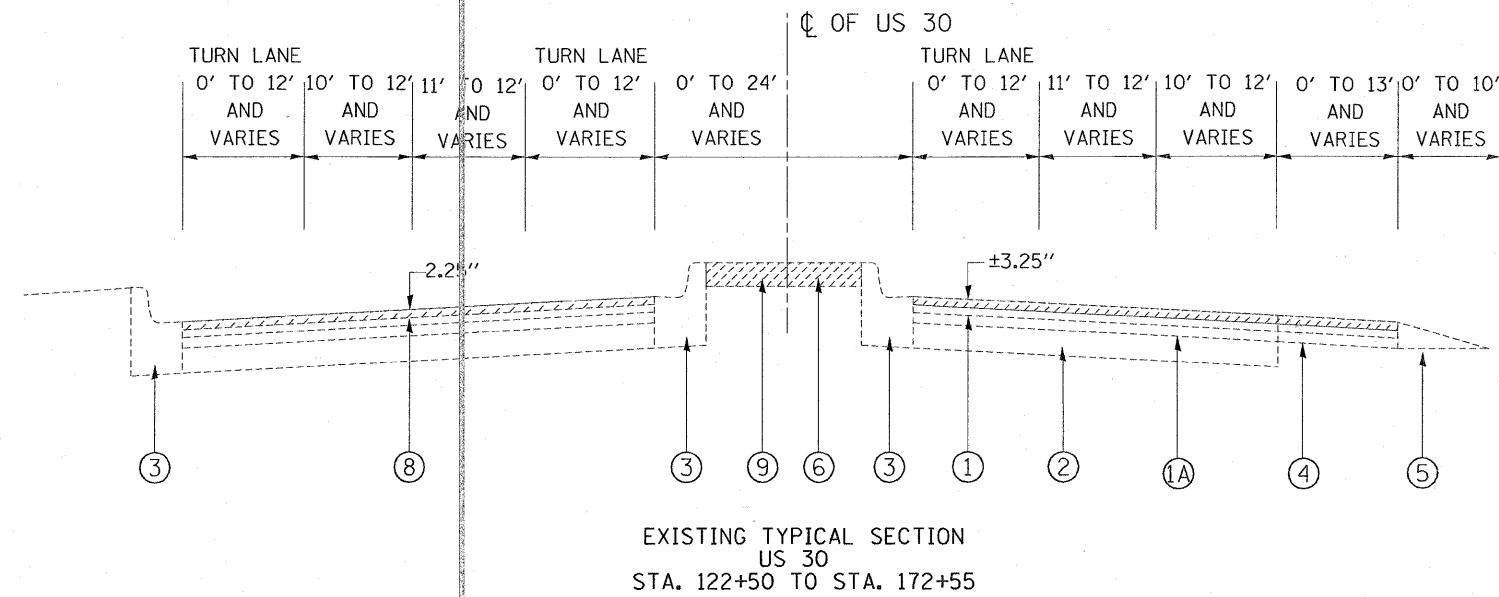 ℄ OF US 30
TURN LANE
TURN LANE
TURN LANE
0' TO 12'
10' TO 12'
11' TO 12'
0' TO 12'
0' TO 24'
0' TO 12'
11' TO 12'
10' TO 12'
0' TO 13'
0' TO 10'
AND
AND
AND
AND
AND
AND
AND
AND
AND
AND
VARIES
VARIES
VARIES
VARIES
VARIES
VARIES
VARIES
VARIES
VARIES
VARIES
2.25"
±3.25"
3
8
3
9
6
3
1
2
1A
4
5
EXISTING TYPICAL SECTION
US 30
STA. 122+50 TO STA. 172+55